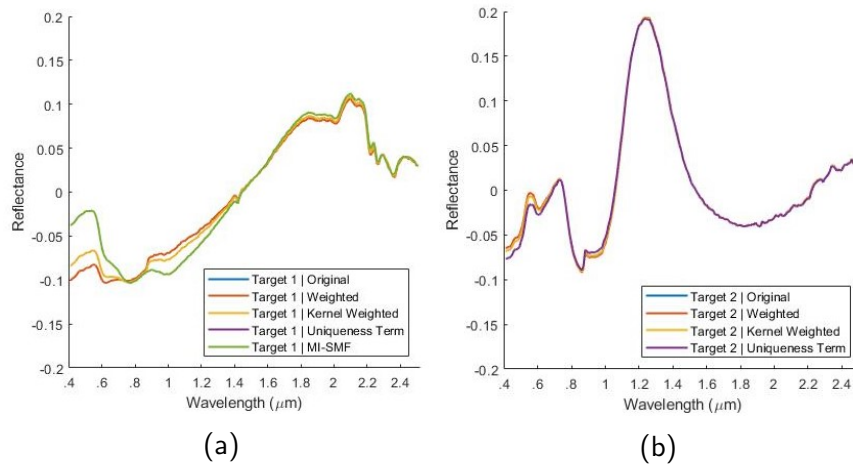 0.2
0.15
0.1
0.05
0
-0.05
-0.1
-0.15
-0.2
Reflectance
.4 .6 .8 1 1.2 1.4 1.6 1.8 2 2.2 2.4
Wavelength (μm)
Target 1 | Original
Target 1 | Weighted
Target 1 | Kernel Weighted
Target 1 | Uniqueness Term
Target 1 | MI-SMF
(a)
0.2
0.15
0.1
0.05
0
-0.05
-0.1
-0.15
-0.2
Reflectance
.4 .6 .8 1 1.2 1.4 1.6 1.8 2 2.2 2.4
Wavelength (μm)
Target 2 | Original
Target 2 | Weighted
Target 2 | Kernel Weighted
Target 2 | Uniqueness Term
(b)